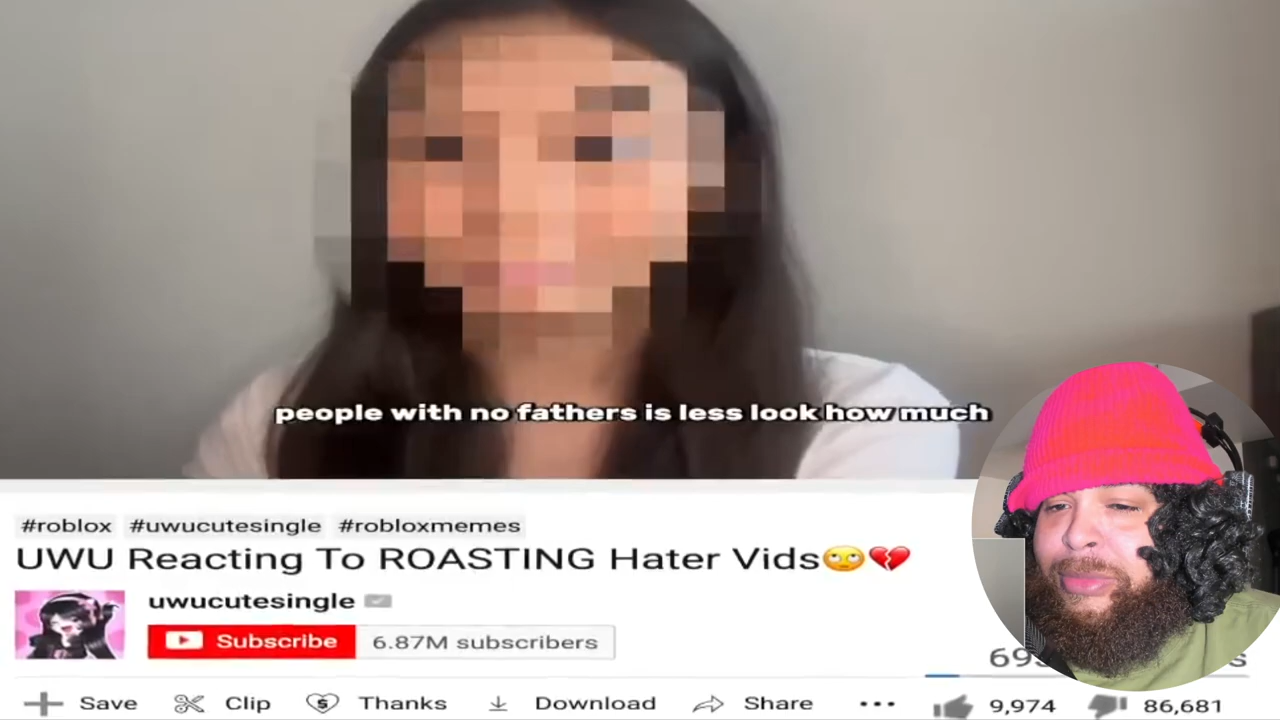 people with no fathers is less look how much
#roblox #uwucutesingle #robloxmemes
UWU Reacting To ROASTING Hater Vids🙄💔
uwucutesingle
Subscribe 6.87M subscribers
Save Clip Thanks Download Share 9,974 86,681